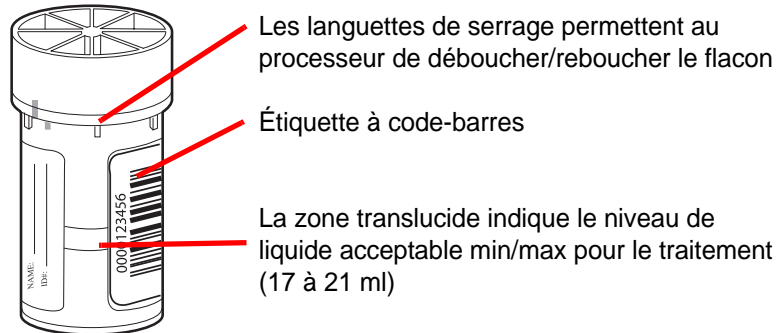 Les languettes de serrage permettent au
processeur de déboucher/reboucher le flacon
Étiquette à code-barres
La zone translucide indique le niveau de
liquide acceptable min/max pour le traitement
(17 à 21 ml)
NAME:
ID#:
0000123456